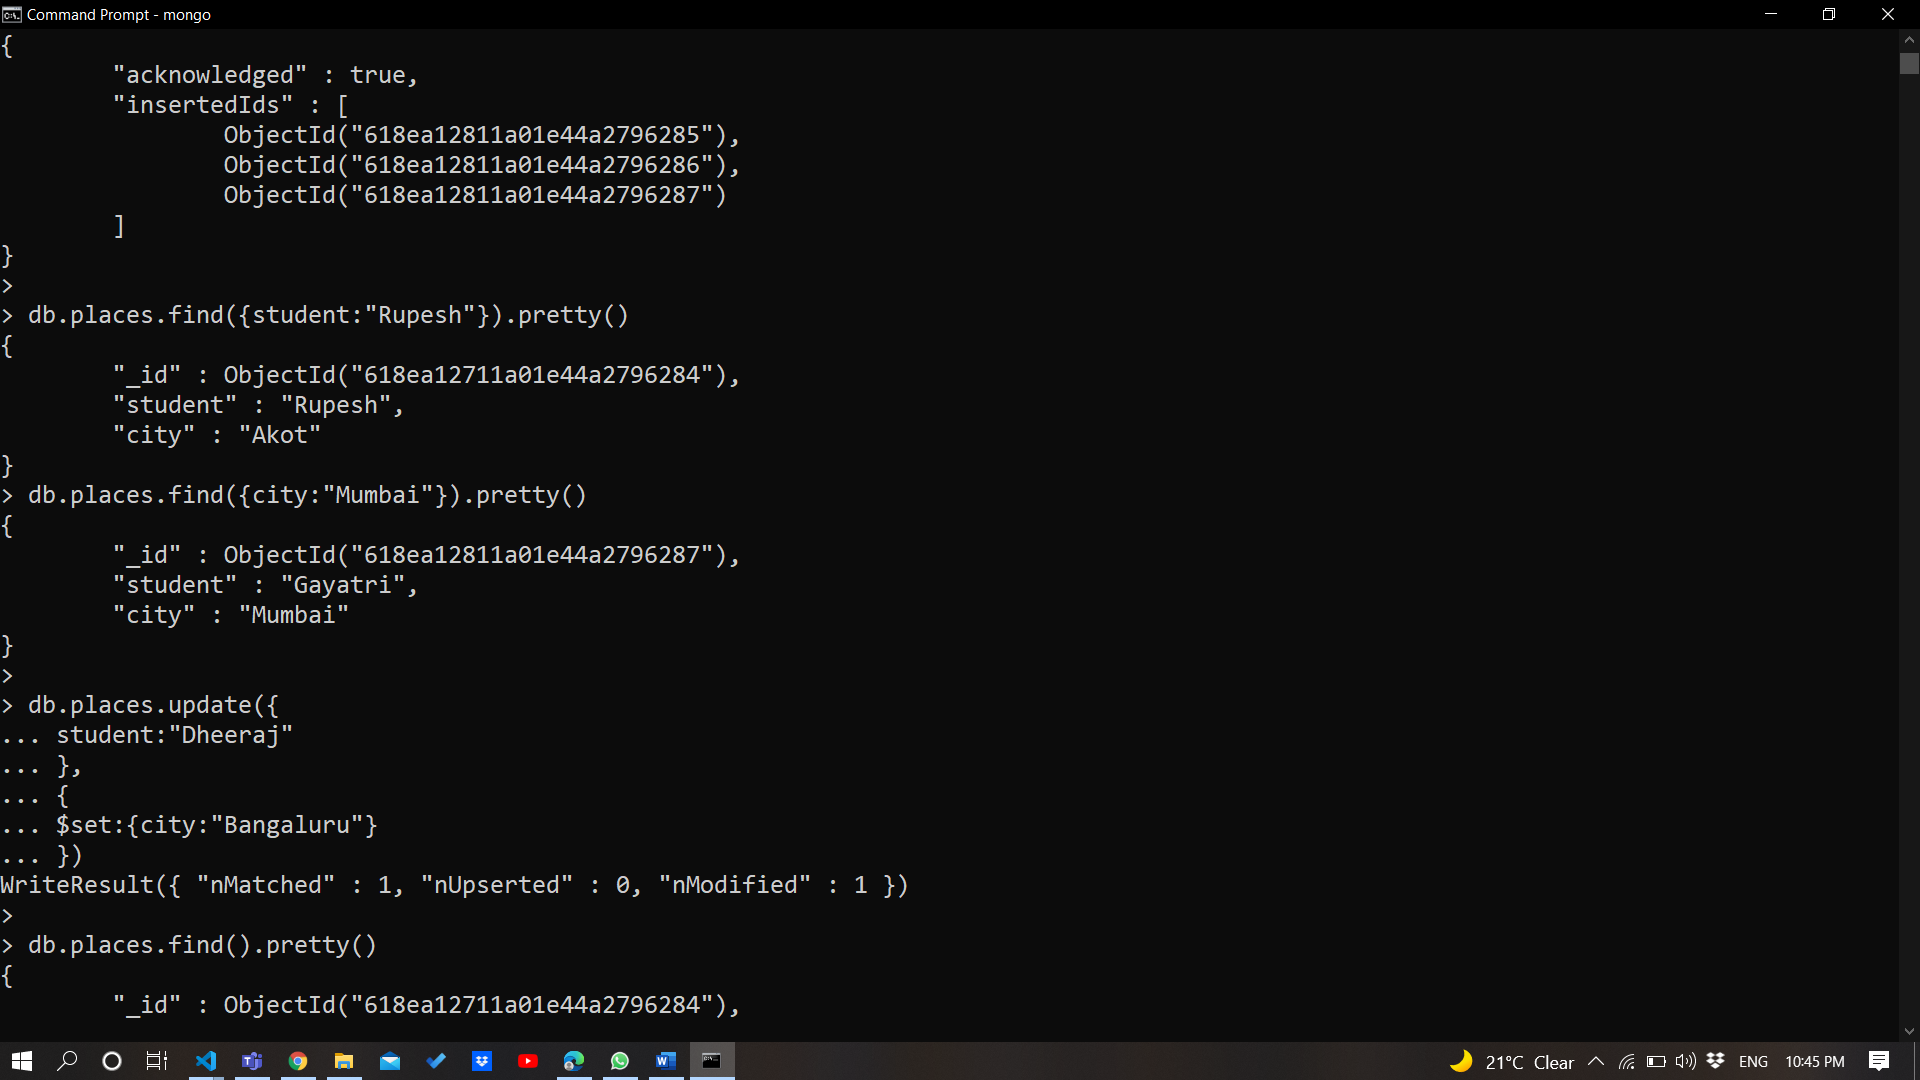 Command Prompt - mongo
{
"acknowledged" : true,
"insertedIds" : [
ObjectId("618ea12811a01e44a2796285"),
ObjectId("618ea12811a01e44a2796286"),
ObjectId("618ea12811a01e44a2796287")
]
}
>
> db.places.find({student:"Rupesh"}).pretty()
{
"_id" : ObjectId("618ea12711a01e44a2796284"),
"student" : "Rupesh",
"city" : "Akot"
}
> db.places.find({city:"Mumbai"}).pretty()
{
"_id" : ObjectId("618ea12811a01e44a2796287"),
"student" : "Gayatri",
"city" : "Mumbai"
}
>
> db.places.update({
... student:"Dheeraj"
... },
... {
... $set:{city:"Bangaluru"}
... })
WriteResult({ "nMatched" : 1, "nUpserted" : 0, "nModified" : 1 })
>
> db.places.find().pretty()
{
"_id" : ObjectId("618ea12711a01e44a2796284"),
21°C Clear ENG 10:45 PM